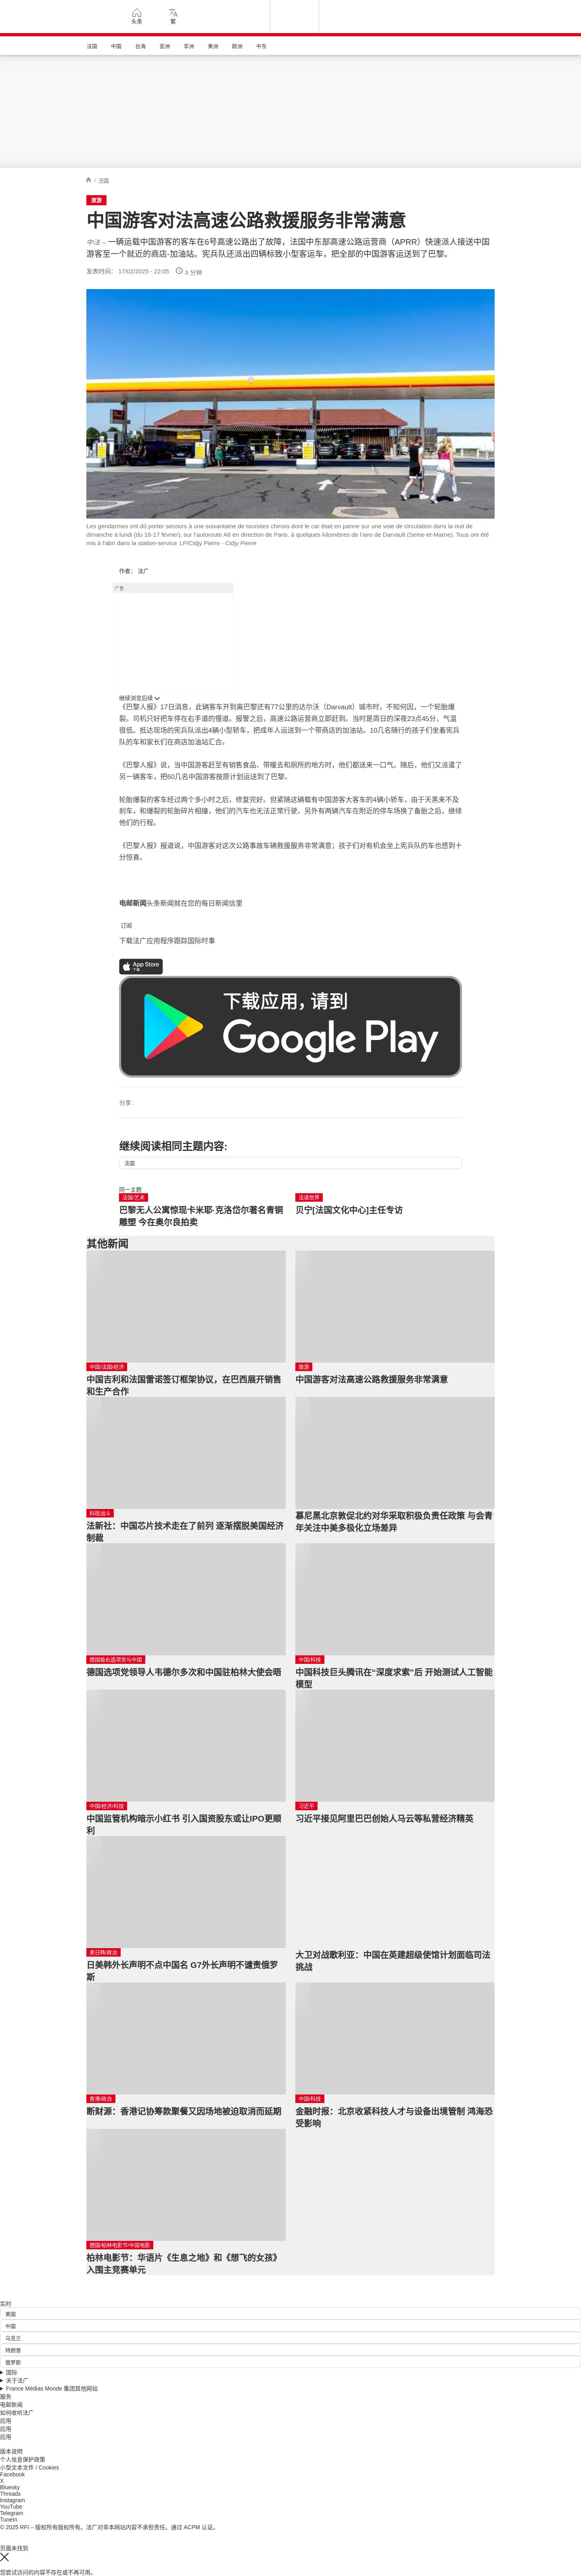 头条
繁
法国
中国
台海
亚洲
非洲
美洲
欧洲
中东
/ 中国
旅游
中国游客对法高速公路救援服务非常满意
中法 – 一辆运载中国游客的客车在6号高速公路出了故障，法国中东部高速公路运营商（APRR）快速派人接送中国
游客至一个就近的商店-加油站。宪兵队还派出四辆标致小型客运车，把全部的中国游客运送到了巴黎。
发表时间： 17/02/2025 - 22:05
3 分钟
Les gendarmes ont dû porter secours à une soixantaine de touristes chinois dont le car était en panne sur une voie de circulation dans la nuit de
dimanche à lundi (du 16-17 février), sur l'autoroute A6 en direction de Paris, à quelques kilomètres de l'aire de Darvault (Seine-et-Marne). Tous ont été
mis à l'abri dans la station-service LP/Cidjy Pierre - Cidjy Pierre
作者： 法广
广告
继续浏览后续
《巴黎人报》17日消息，此辆客车开到离巴黎还有77公里的达尔沃（Darvault）城市时，不知何因，一个轮胎爆
裂。司机只好把车停在右手道的慢道。报警之后，高速公路运营商立即赶到。当时是周日的深夜23点45分，气温
很低。抵达现场的宪兵队派出4辆小型轿车，把成年人运送到一个带商店的加油站。10几名随行的孩子们坐着宪兵
队的车和家长们在商店加油站汇合。
《巴黎人报》说，当中国游客赶至有销售食品、带暖去和厕所的地方时，他们都送来一口气。随后，他们又派遣了
另一辆客车，把60几名中国游客按原计划运送到了巴黎。
轮胎爆裂的客车经过两个多小时之后，修复完好。但紧随这辆载有中国游客大客车的4辆小轿车，由于天黑来不及
刹车，和爆裂的轮胎碎片相撞，他们的汽车也无法正常行驶。另外有两辆汽车在附近的停车场换了备胎之后，继续
他们的行程。
《巴黎人报》报道说，中国游客对这次公路事故车辆救援服务非常满意；孩子们对有机会坐上宪兵队的车也感到十
分惊喜。
电邮新闻头条新闻就在您的每日新闻信里
订阅
下载法广应用程序跟踪国际时事
App Store
下载
下载应用，请到
Google Play
分享 :
继续阅读相同主题内容:
法国
同一主题
法国/艺术
巴黎无人公寓惊现卡米耶·克洛岱尔著名青铜
雕塑 今在奥尔良拍卖
法语世界
贝宁[法国文化中心]主任专访
其他新闻
中国/法国/经济
中国吉利和法国雷诺签订框架协议，在巴西展开销售
和生产合作
旅游
中国游客对法高速公路救援服务非常满意
科技战斗
法新社：中国芯片技术走在了前列 逐渐摆脱美国经济
制裁
慕尼黑北京敦促北约对华采取积极负责任政策 与会青
年关注中美多极化立场差异
德国极右选项党与中国
德国选项党领导人韦德尔多次和中国驻柏林大使会晤
中国/科技
中国科技巨头腾讯在“深度求索”后 开始测试人工智能
模型
中国/经济/科技
中国监管机构暗示小红书 引入国资股东或让IPO更顺
利
习近平
习近平接见阿里巴巴创始人马云等私营经济精英
美日韩/政治
日美韩外长声明不点中国名 G7外长声明不谴责俄罗
斯
大卫对战歌利亚：中国在英建超级使馆计划面临司法
挑战
香港/政治
断财源：香港记协筹款聚餐又因场地被迫取消而延期
中国/科技
金融时报：北京收紧科技人才与设备出境管制 鸿海恐
受影响
德国/柏林电影节/中国电影
柏林电影节：华语片《生息之地》和《想飞的女孩》
入围主竞赛单元
实时
美国
中国
乌克兰
特朗普
俄罗斯
国际
关于法广
France Médias Monde 集团其他网站
服务
电邮新闻
如何收听法广
应用
应用
应用
版本说明
个人信息保护政策
小型文本文件 / Cookies
Facebook
X
Bluesky
Threads
Instagram
YouTube
Telegram
TuneIn
© 2025 RFI – 版权所有版权所有。法广对非本网站内容不承担责任。通过 ACPM 认证。
页面未找到
您尝试访问的内容不存在或不再可用。